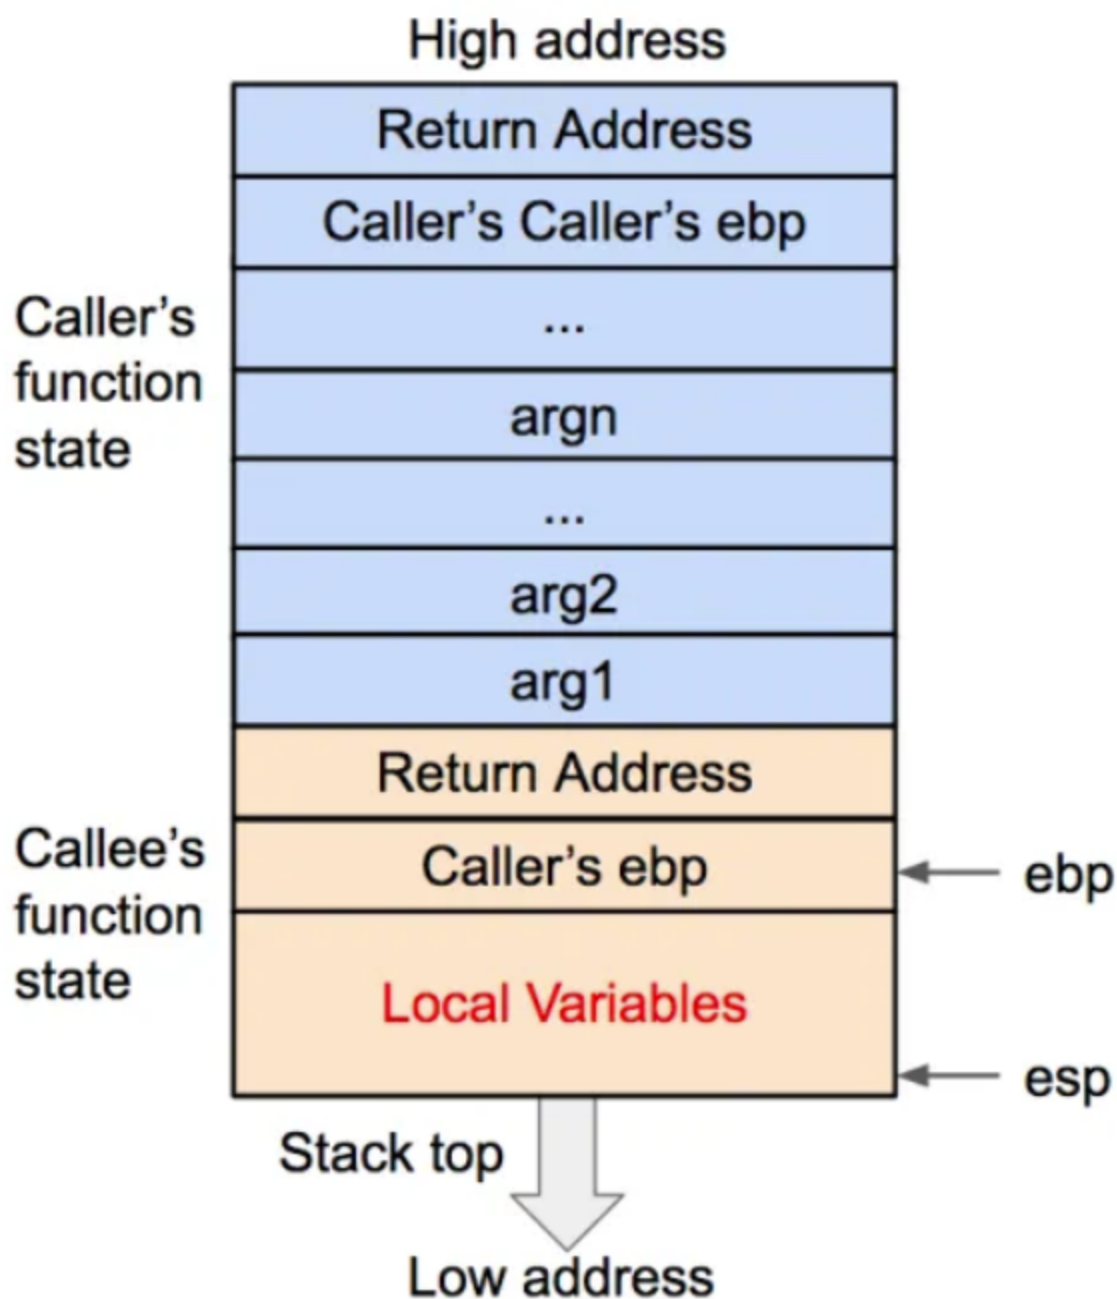 High address
Return Address
Caller’s Caller’s ebp
...
Caller’s
function
state
argn
...
arg2
arg1
Return Address
Callee’s
function
state
Caller’s ebp
ebp
Local Variables
esp
Stack top
Low address